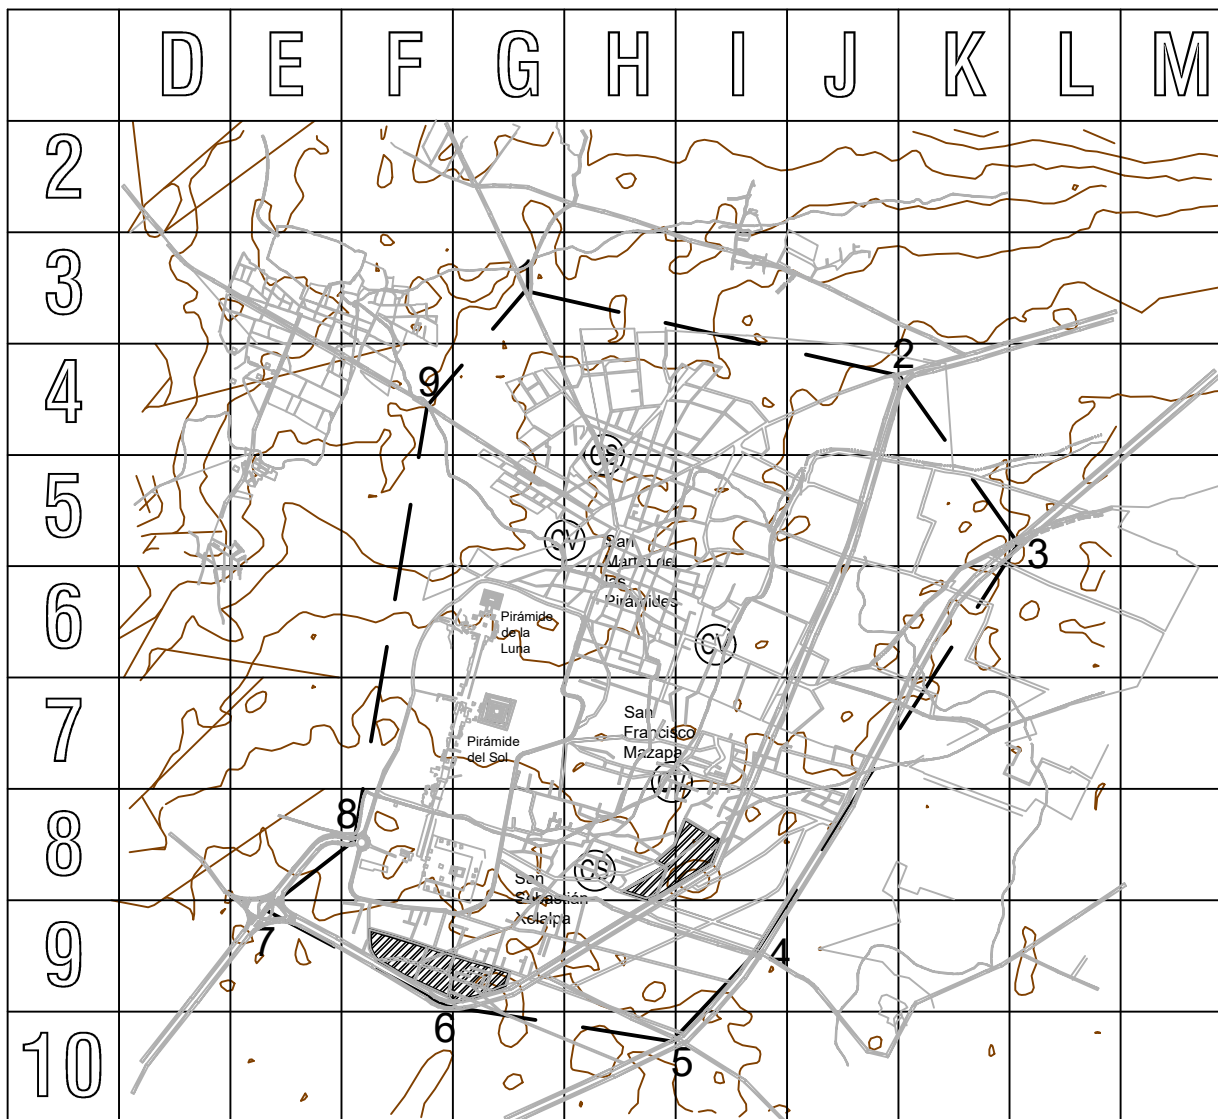 D E F G H I J K L M
2
3
2
4
9
CS
5
CV
San
Martín de
las
Pirámides
3
6
Pirámide
de la
Luna
CV
7
San
Francisco
Mazapa
Pirámide
del Sol
CV
8
8
CS
San
Sebastián
Xolalpa
9
7
4
6
10
5